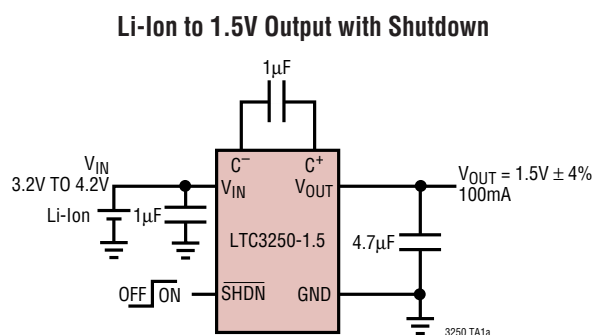 Li-Ion to 1.5V Output with Shutdown
1μF
C⁻ C⁺
VIN
3.2V TO 4.2V
VIN VOUT
VOUT = 1.5V ± 4%
100mA
Li-Ion 1μF
LTC3250-1.5 4.7μF
OFF ON SHDN GND
3250 TA1a